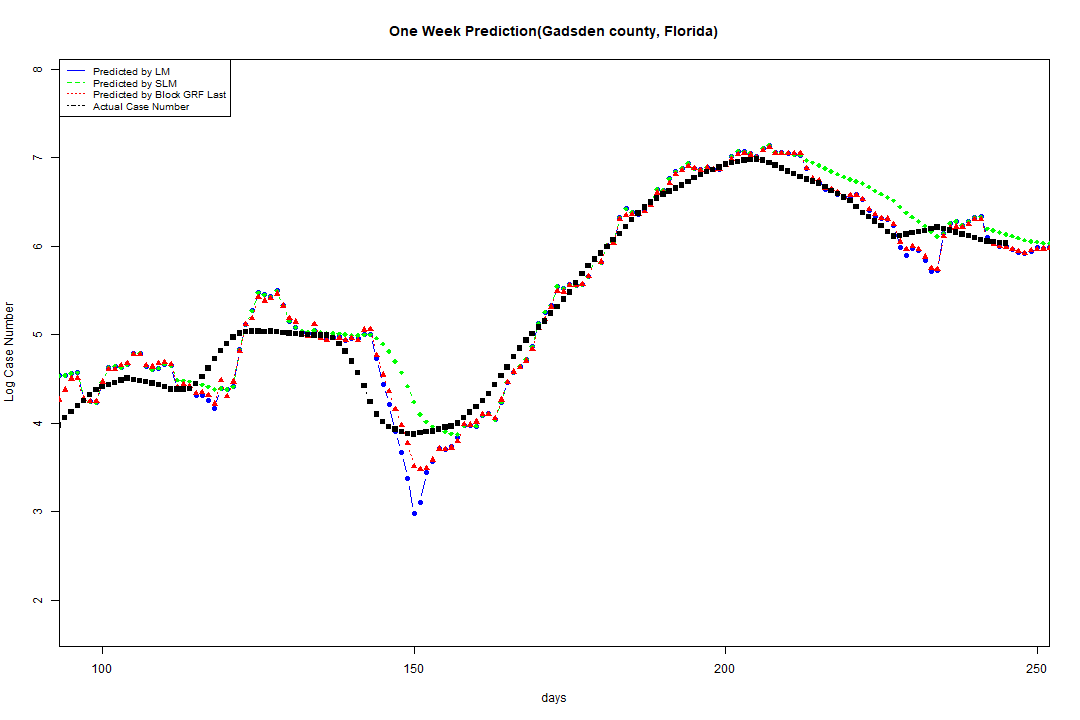 One Week Prediction(Gadsden county, Florida)
Predicted by LM
Predicted by SLM
Predicted by Block GRF Last
Actual Case Number
8
7
6
5
4
3
2
Log Case Number
100 150 200 250
days